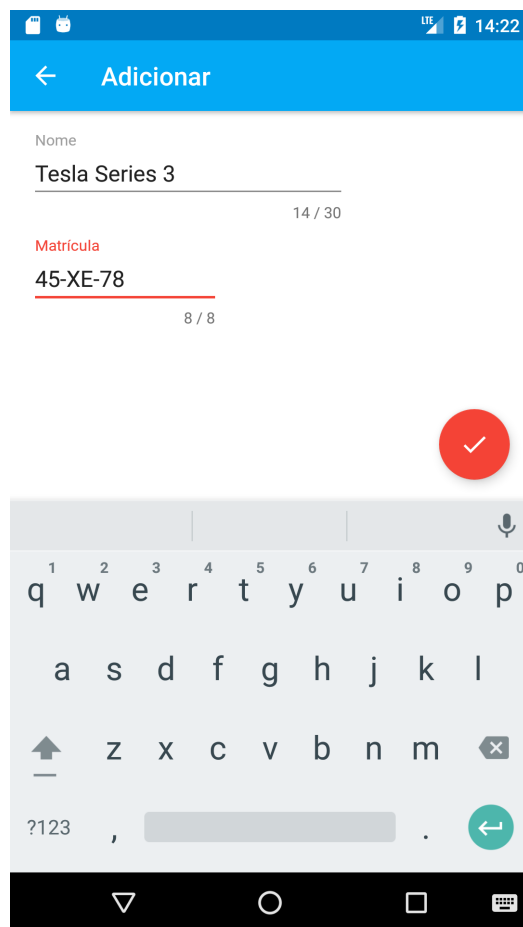 LTE 14:22
Adicionar
Nome
Tesla Series 3
14 / 30
Matrícula
45-XE-78
8 / 8
1 2 3 4 5 6 7 8 9 0
q w e r t y u i o p
a s d f g h j k l
z x c v b n m
?123 , .